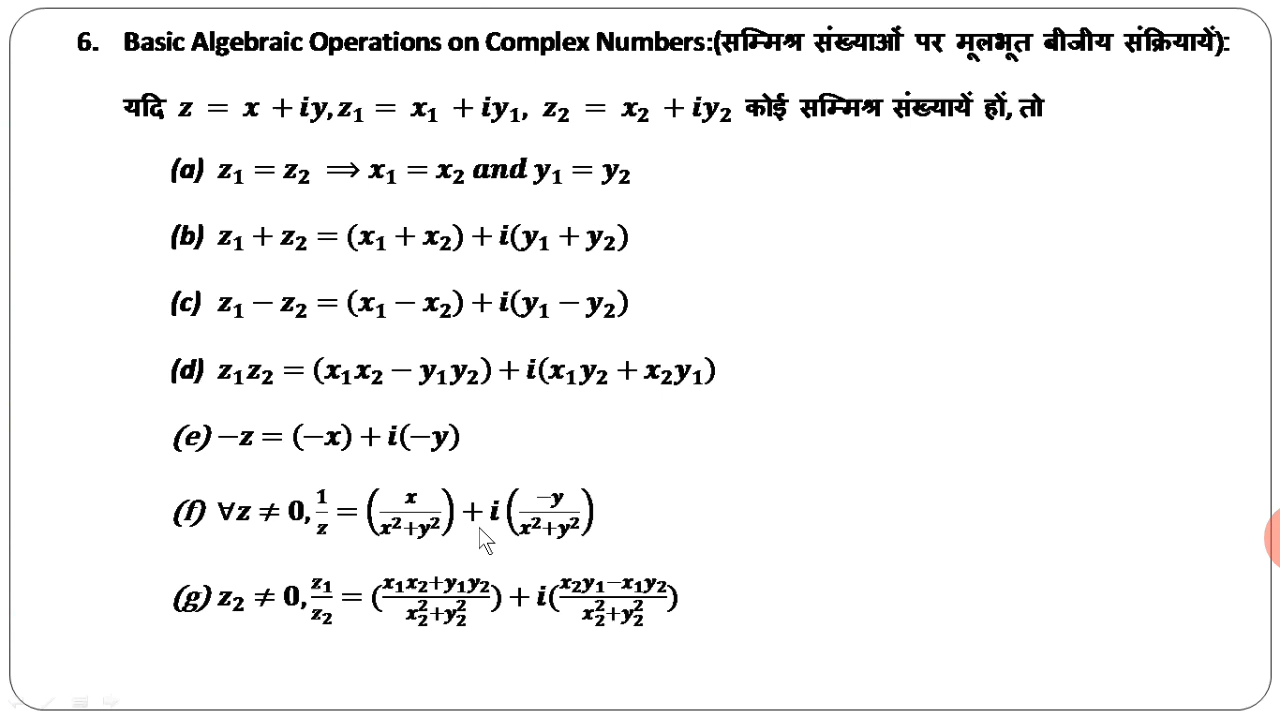 6. Basic Algebraic Operations on Complex Numbers:(सम्मिश्र संख्याओं पर मूलभूत बीजीय संक्रियायें):
यदि z = x + iy, z₁ = x₁ + iy₁, z₂ = x₂ + iy₂ कोई सम्मिश्र संख्यायें हों, तो
(a) z₁ = z₂ ⟹ x₁ = x₂ and y₁ = y₂
(b) z₁ + z₂ = (x₁ + x₂) + i(y₁ + y₂)
(c) z₁ − z₂ = (x₁ − x₂) + i(y₁ − y₂)
(d) z₁z₂ = (x₁x₂ − y₁y₂) + i(x₁y₂ + x₂y₁)
(e) −z = (−x) + i(−y)
(f) ∀z ≠ 0, 1/z = (x/(x²+y²)) + i(−y/(x²+y²))
(g) z₂ ≠ 0, z₁/z₂ = ((x₁x₂+y₁y₂)/(x₂²+y₂²)) + i((x₂y₁−x₁y₂)/(x₂²+y₂²))